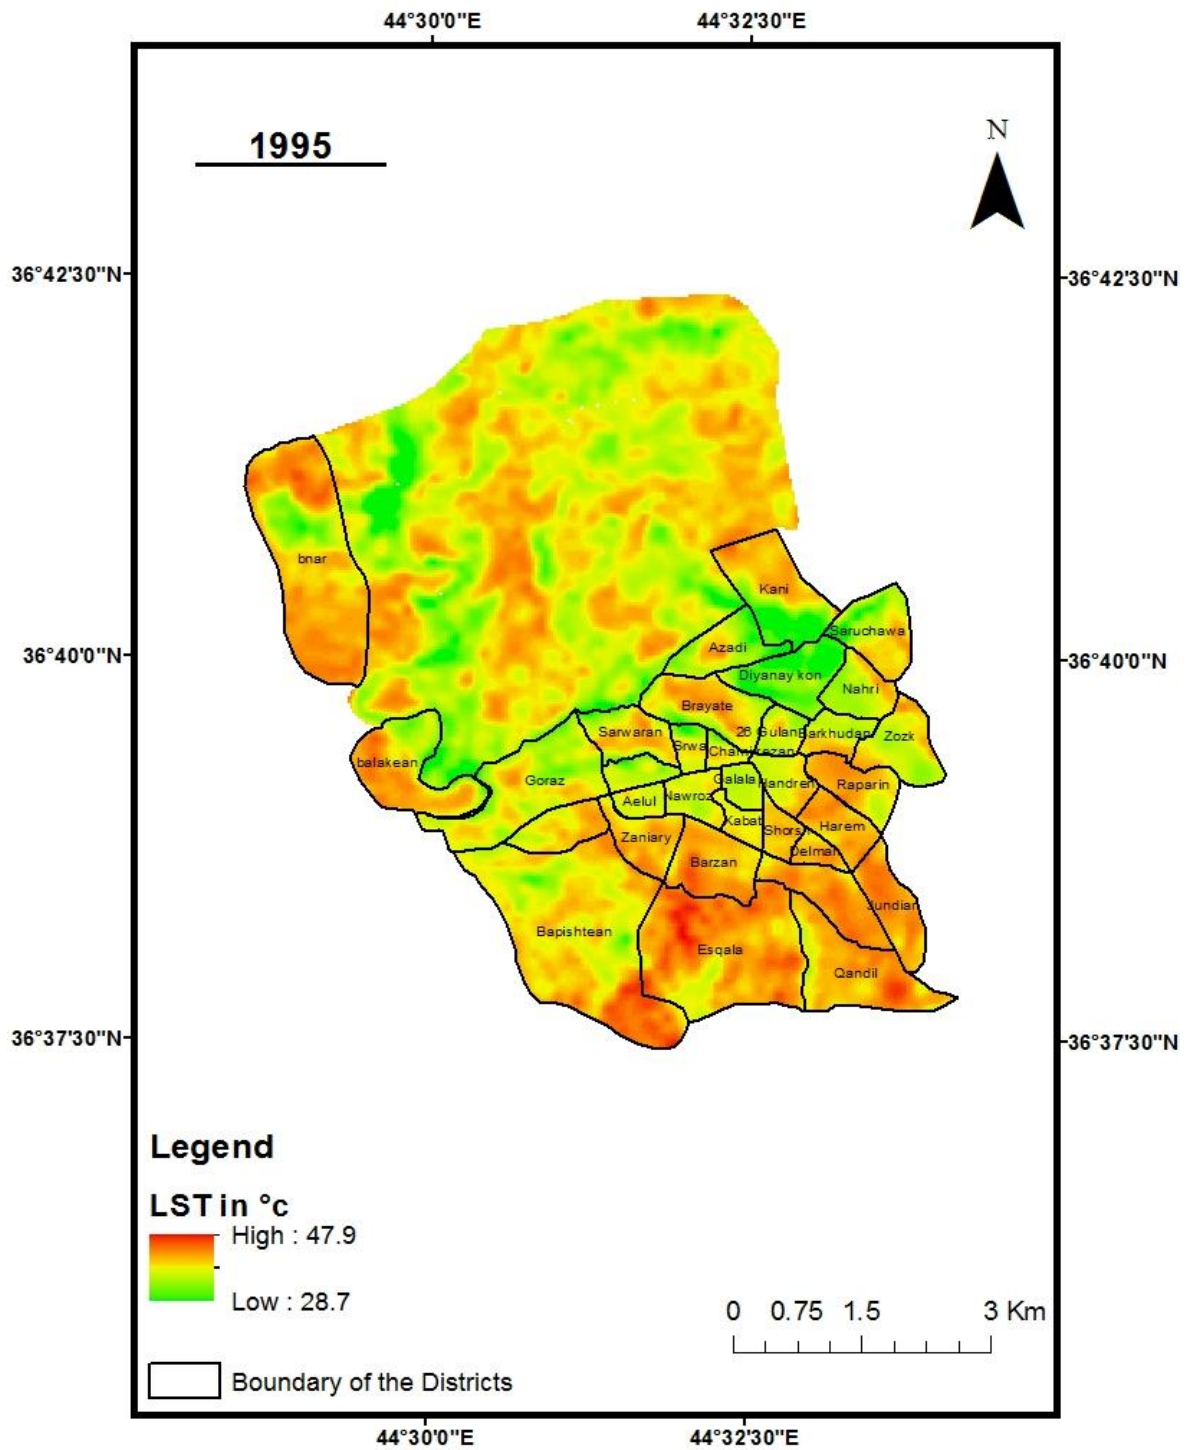 44°30'0"E 44°32'30"E
1995
N
36°42'30"N 36°42'30"N
bnar
Kani
Saruchawa
36°40'0"N 36°40'0"N
Azadi
Diyanay kon
Nahri
Brayate
Sarwaran 26 Gulan Barkhudan Zozk
Srwa
balakean
Goraz
Galala Handren Raparin
Aelul Nawroz
Kabat
Zaniary Harem
Delman
Barzan
Jundian
Bapishtean
Esqala
Qandil
36°37'30"N 36°37'30"N
Legend
LST in °c
High : 47.9
Low : 28.7
0 0.75 1.5 3 Km
Boundary of the Districts
44°30'0"E 44°32'30"E